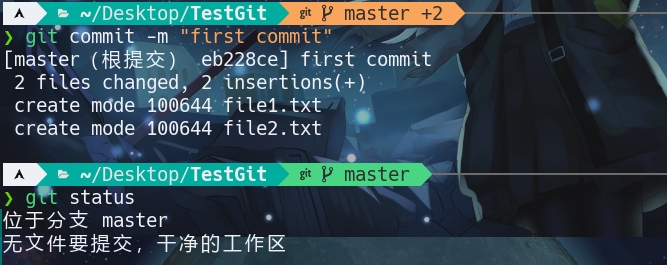 ~/Desktop/TestGit git master +2
❯ git commit -m "first commit"
[master（根提交） eb228ce] first commit
2 files changed, 2 insertions(+)
create mode 100644 file1.txt
create mode 100644 file2.txt
~/Desktop/TestGit git master
❯ git status
位于分支 master
无文件要提交，干净的工作区